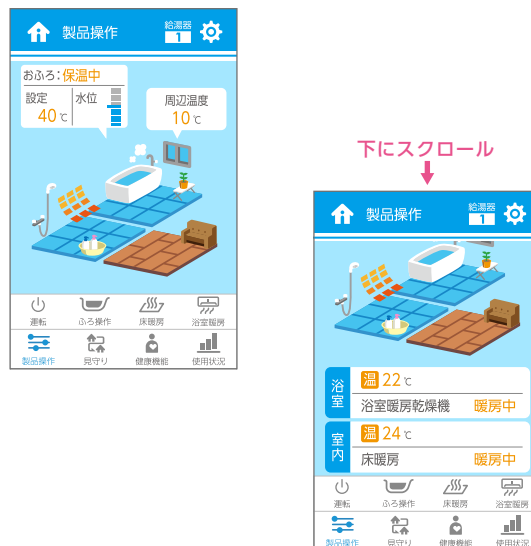 製品操作
給湯器
1
おふろ：保温中
設定
40℃
水位
周辺温度
10℃
運転
ふろ操作
床暖房
浴室暖房
製品操作
見守り
健康機能
使用状況
下にスクロール
製品操作
給湯器
1
浴室
温 22℃
浴室暖房乾燥機 暖房中
室内
温 24℃
床暖房 暖房中
運転
ふろ操作
床暖房
浴室暖房
製品操作
見守り
健康機能
使用状況